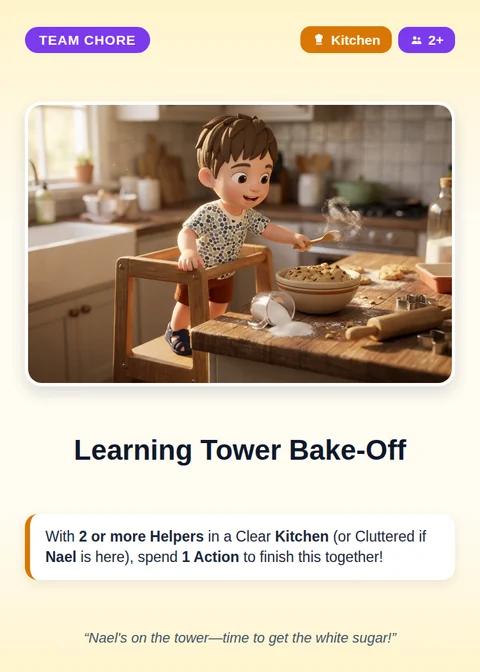 TEAM CHORE
Kitchen
2+
Learning Tower Bake-Off
With 2 or more Helpers in a Clear Kitchen (or Cluttered if
Nael is here), spend 1 Action to finish this together!
“Nael's on the tower—time to get the white sugar!”